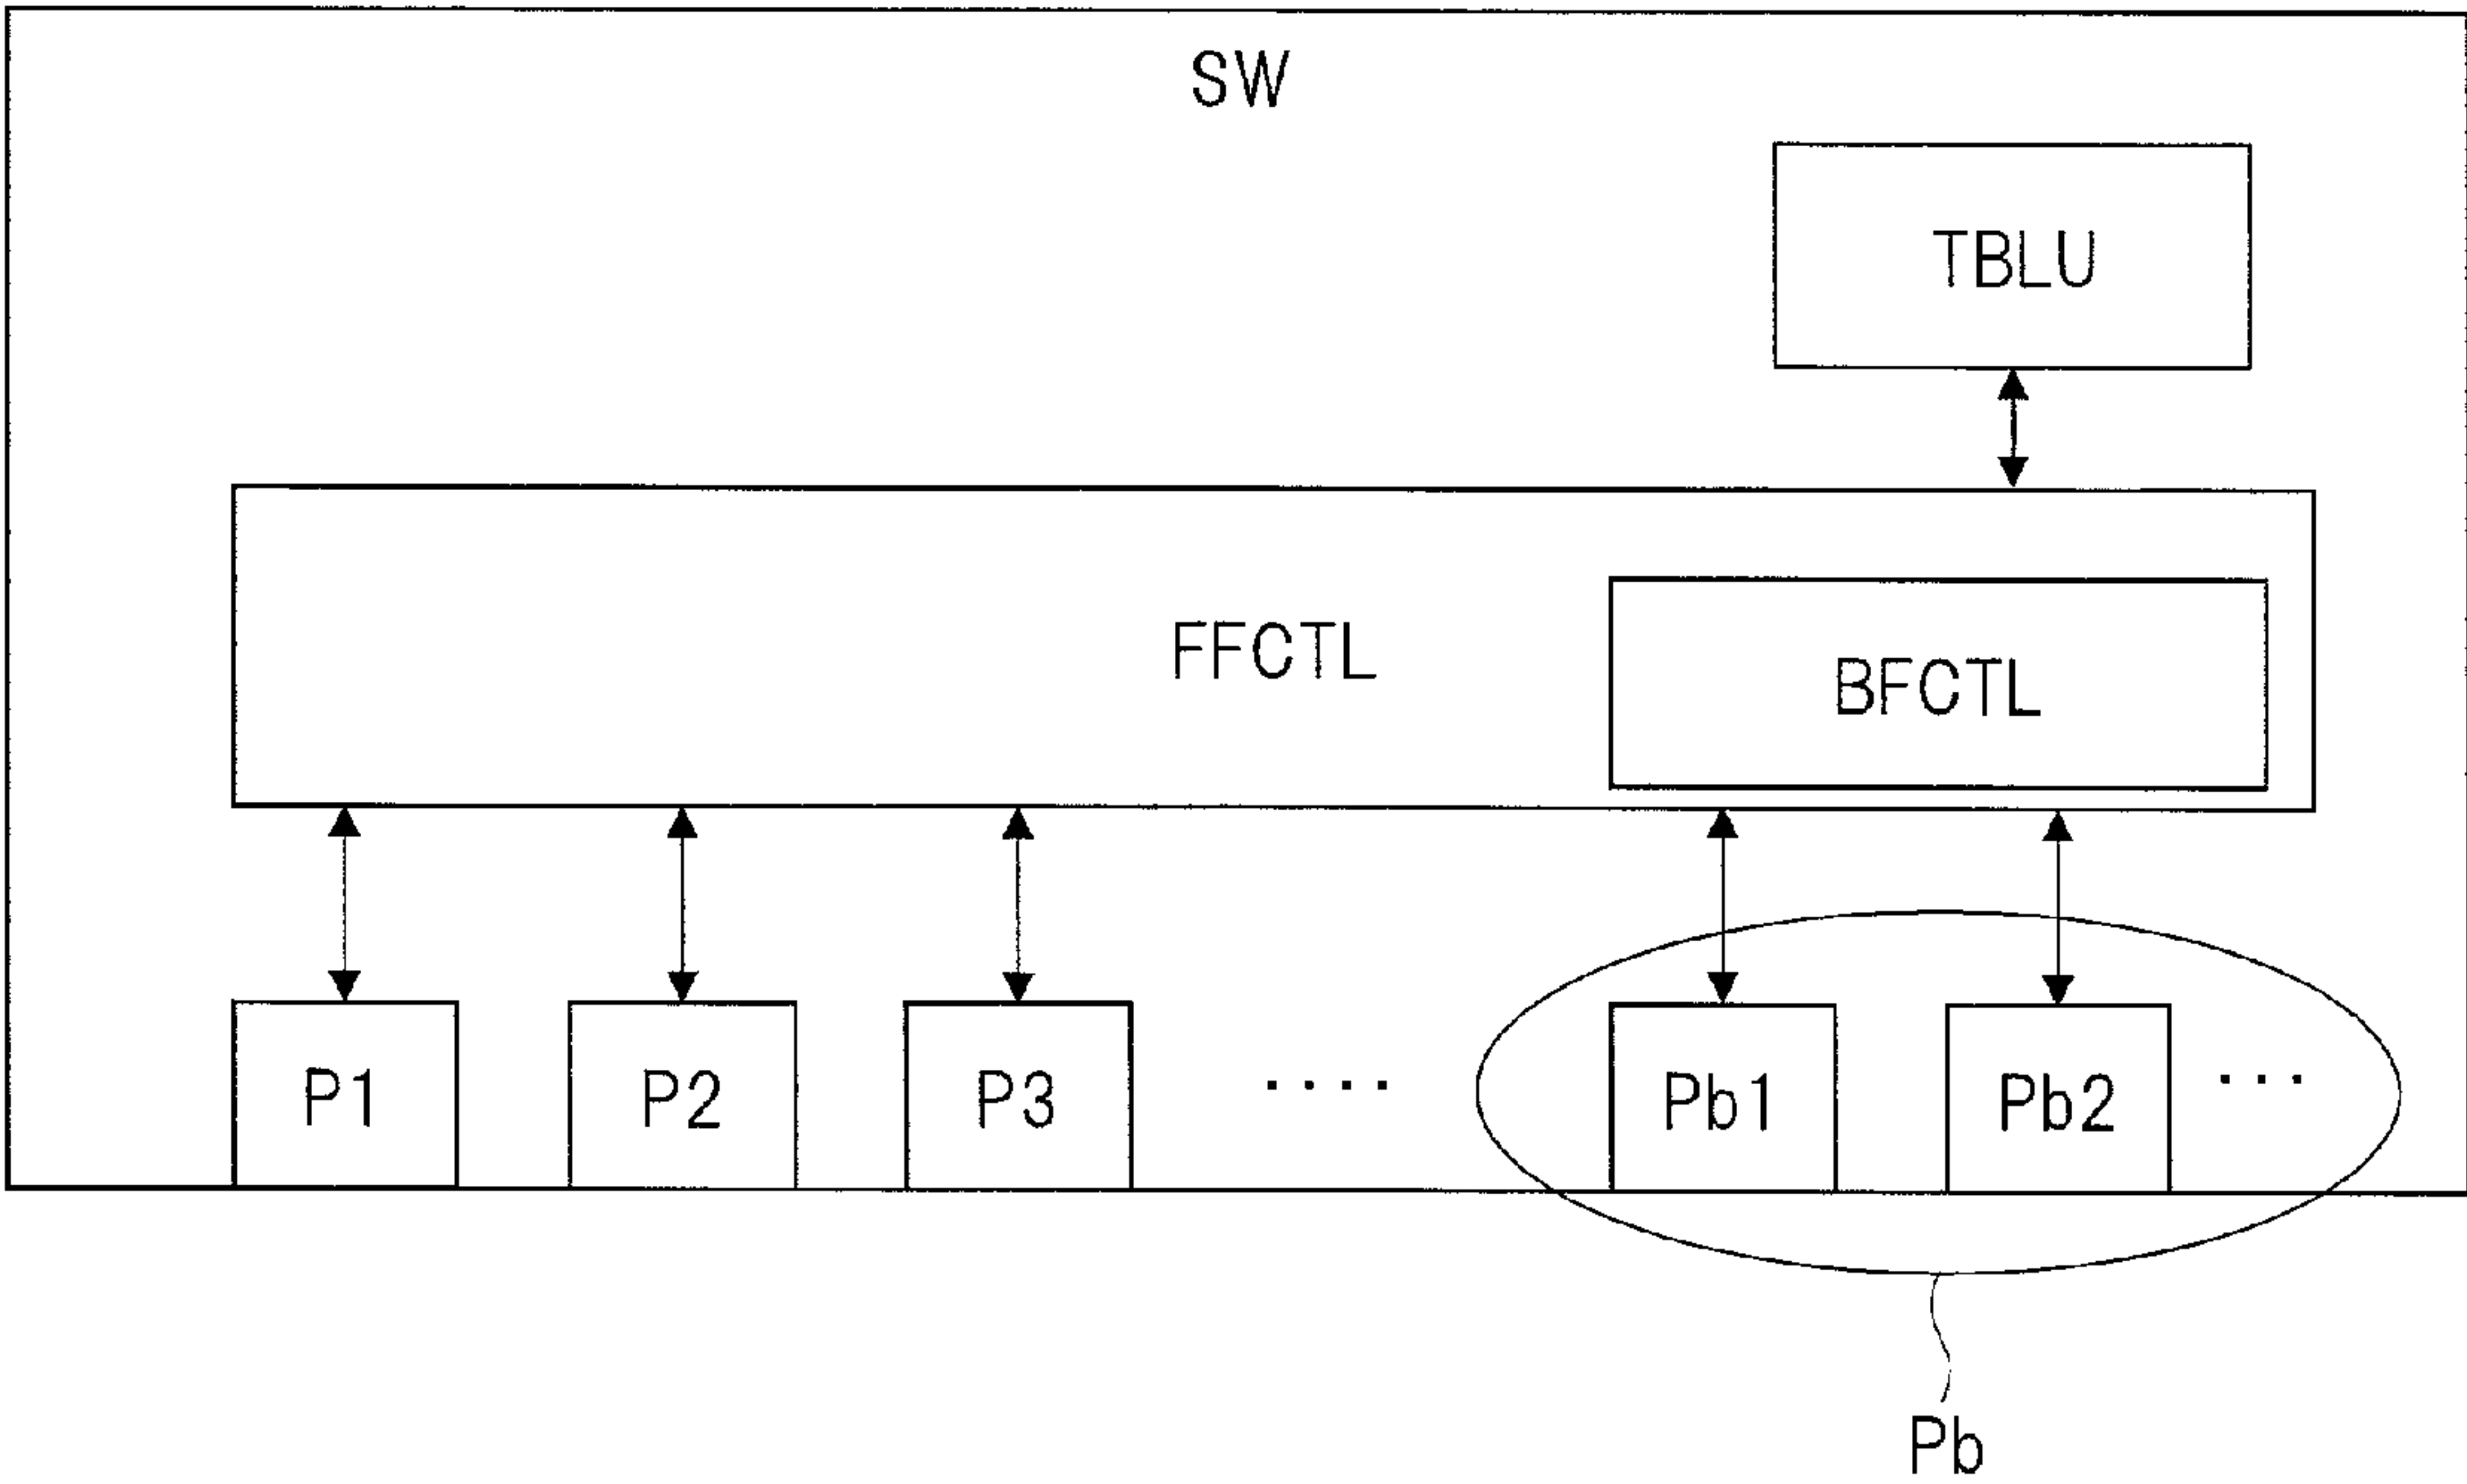 SW
TBLU
FFCTL
BFCTL
P1 P2 P3 .... Pb1 Pb2 ...
Pb